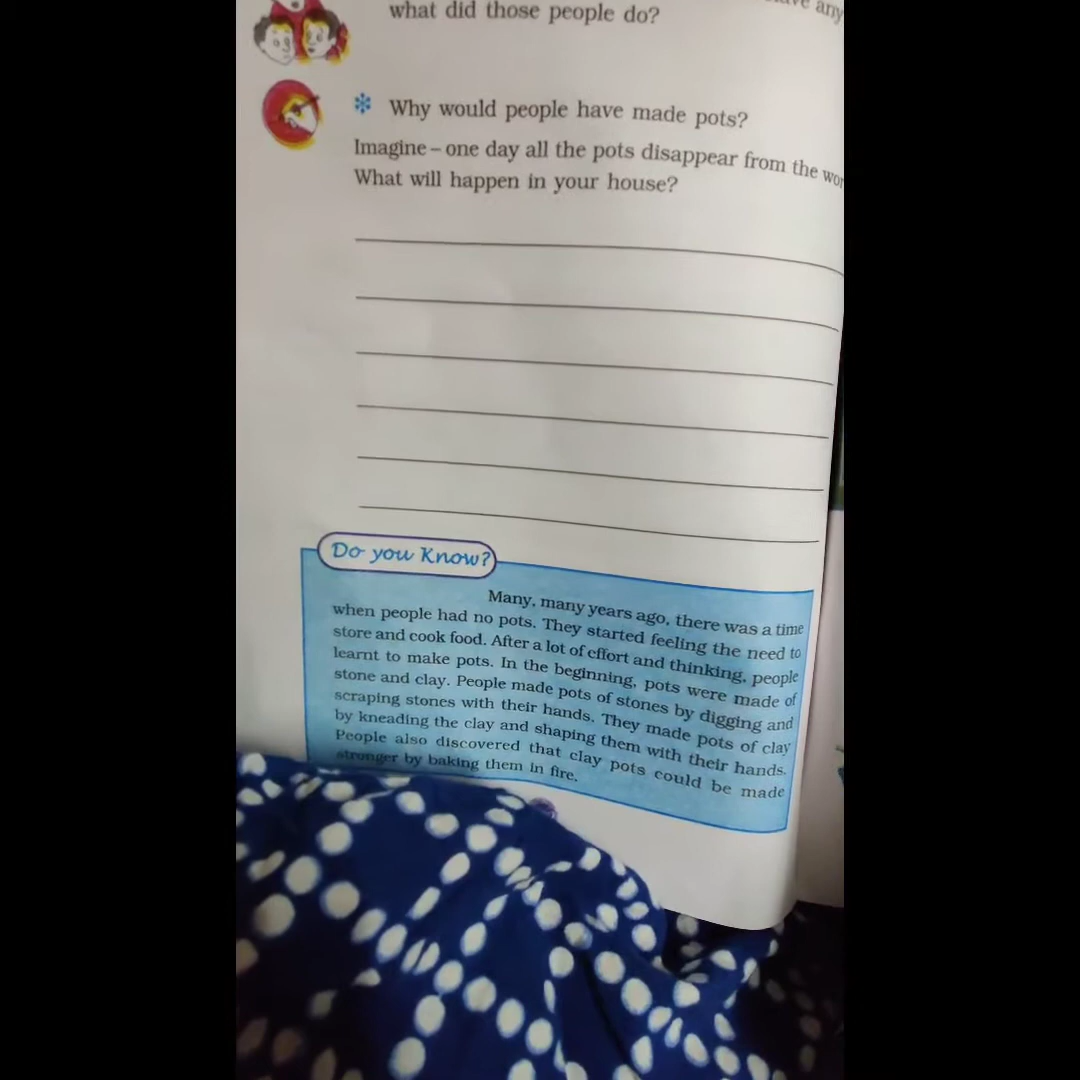 what did those people do?
any
* Why would people have made pots?
Imagine – one day all the pots disappear from the
What will happen in your house?
Do you Know?
Many, many years ago, there was a time
when people had no pots. They started feeling the need to
store and cook food. After a lot of effort and thinking, people
learnt to make pots. In the beginning, pots were made of
stone and clay. People made pots of stones by digging and
scraping stones with their hands. They made pots of clay
by kneading the clay and shaping them with their hands.
People also discovered that clay pots could be made
stronger by baking them in fire.